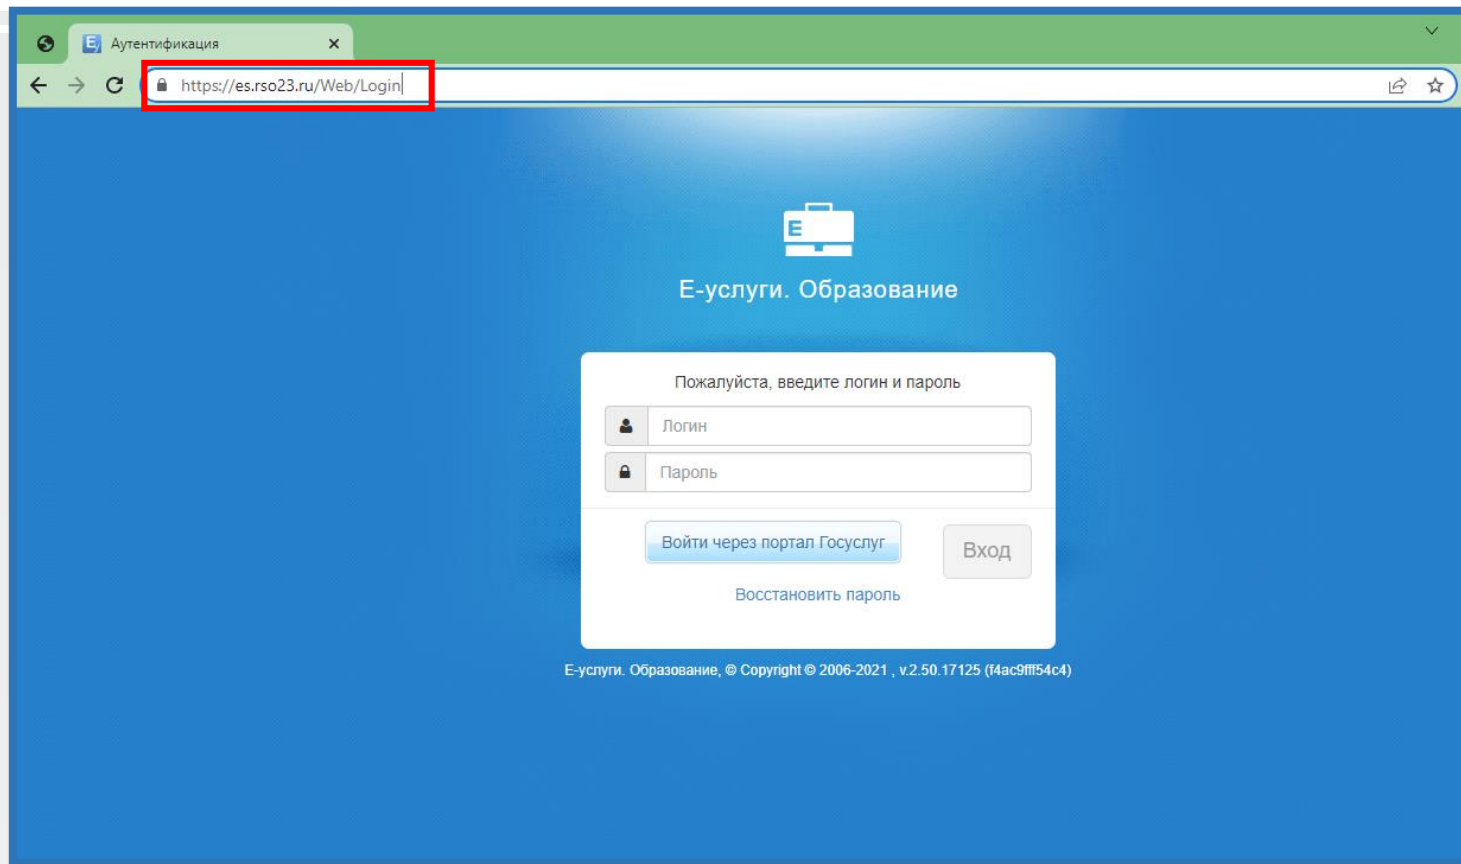 Аутентификация
https://es.rso23.ru/Web/Login
E
Е-услуги. Образование
Пожалуйста, введите логин и пароль
Логин
Пароль
Войти через портал Госуслуг
Вход
Восстановить пароль
Е-услуги. Образование, © Copyright © 2006-2021 , v.2.50.17125 (f4ac9fff54c4)